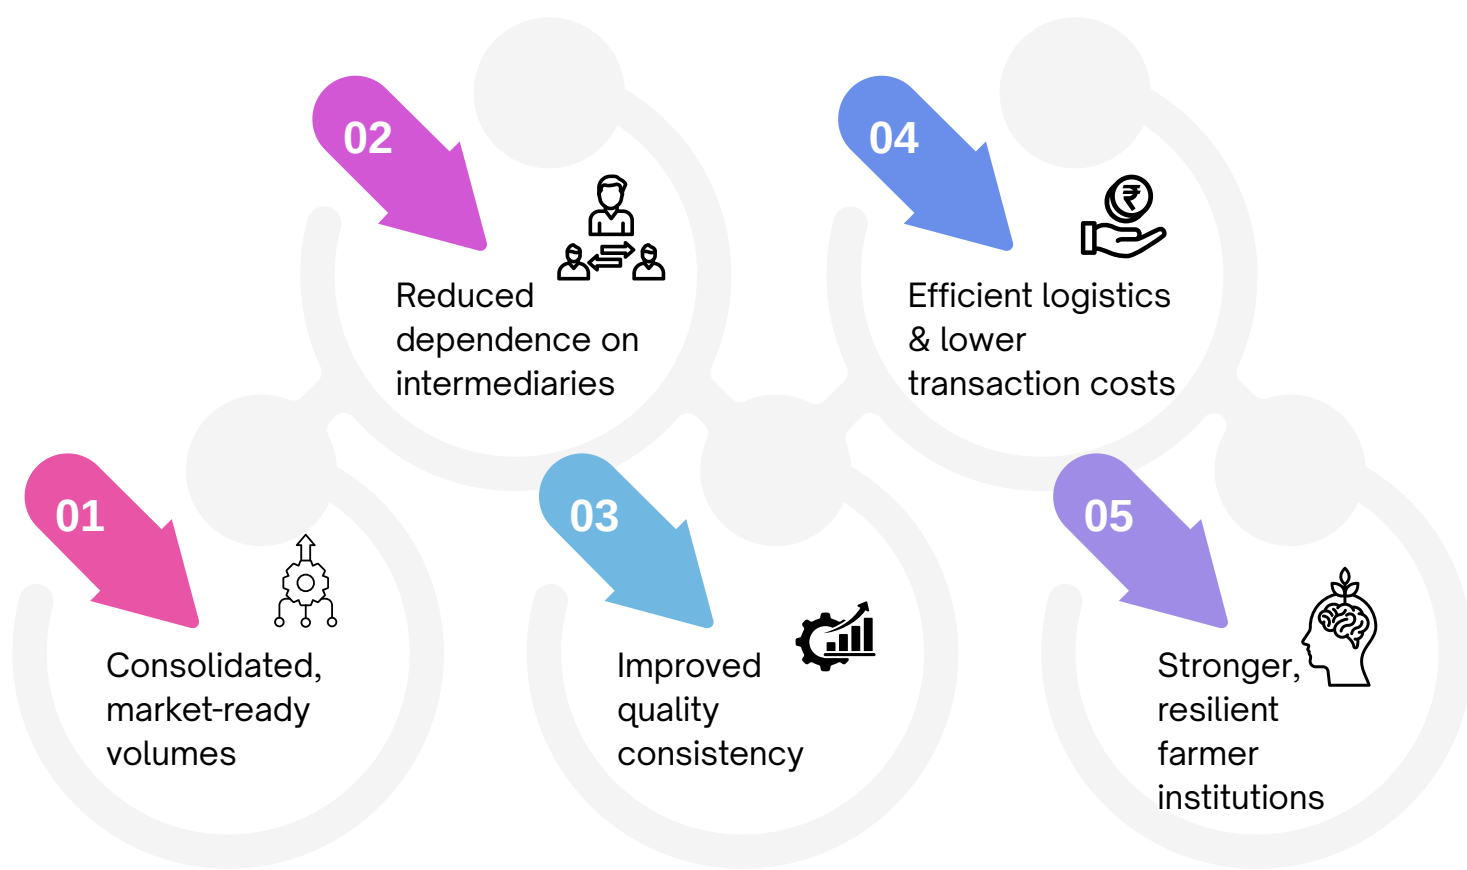 01
Consolidated,
market-ready
volumes
02
Reduced
dependence on
intermediaries
03
Improved
quality
consistency
04
₹
Efficient logistics
& lower
transaction costs
05
Stronger,
resilient
farmer
institutions